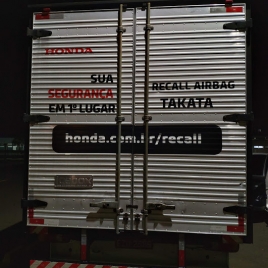 HONDA
SUA
SEGURANÇA
EM 1º LUGAR
RECALL AIRBAG
TAKATA
honda.com.br/recall